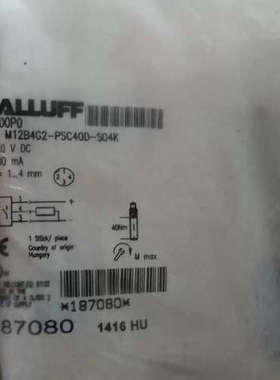 ALLUFF
00P0
M12B4G2-PSC40D-S04K
0 V DC
00 mA
1...4 mm
40Nm
M max
1 Stück/ piece
Country of origin
Hungary
*187080*
87080
1416 HU